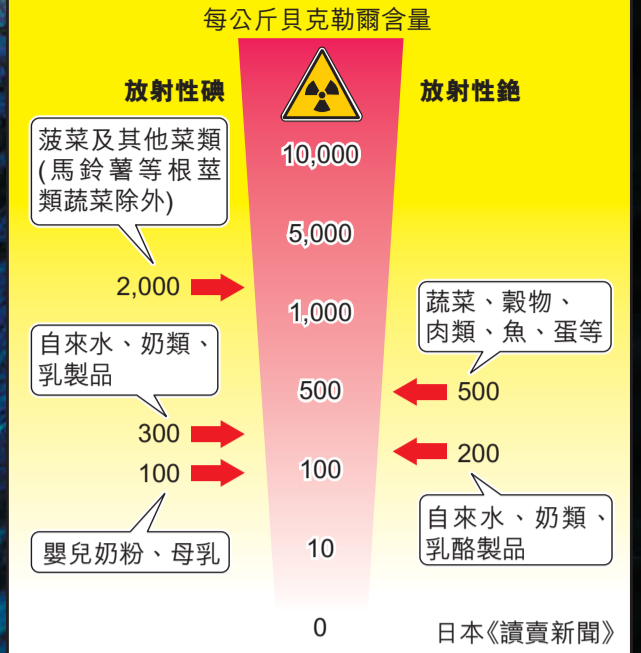 每公斤貝克勒爾含量
放射性碘
放射性銫
菠菜及其他菜類
(馬鈴薯等根莖
類蔬菜除外)
2,000
自來水、奶類、
乳製品
300
100
嬰兒奶粉、母乳
10,000
5,000
1,000
500
100
10
0
蔬菜、穀物、
肉類、魚、蛋等
500
200
自來水、奶類、
乳酪製品
日本《讀賣新聞》